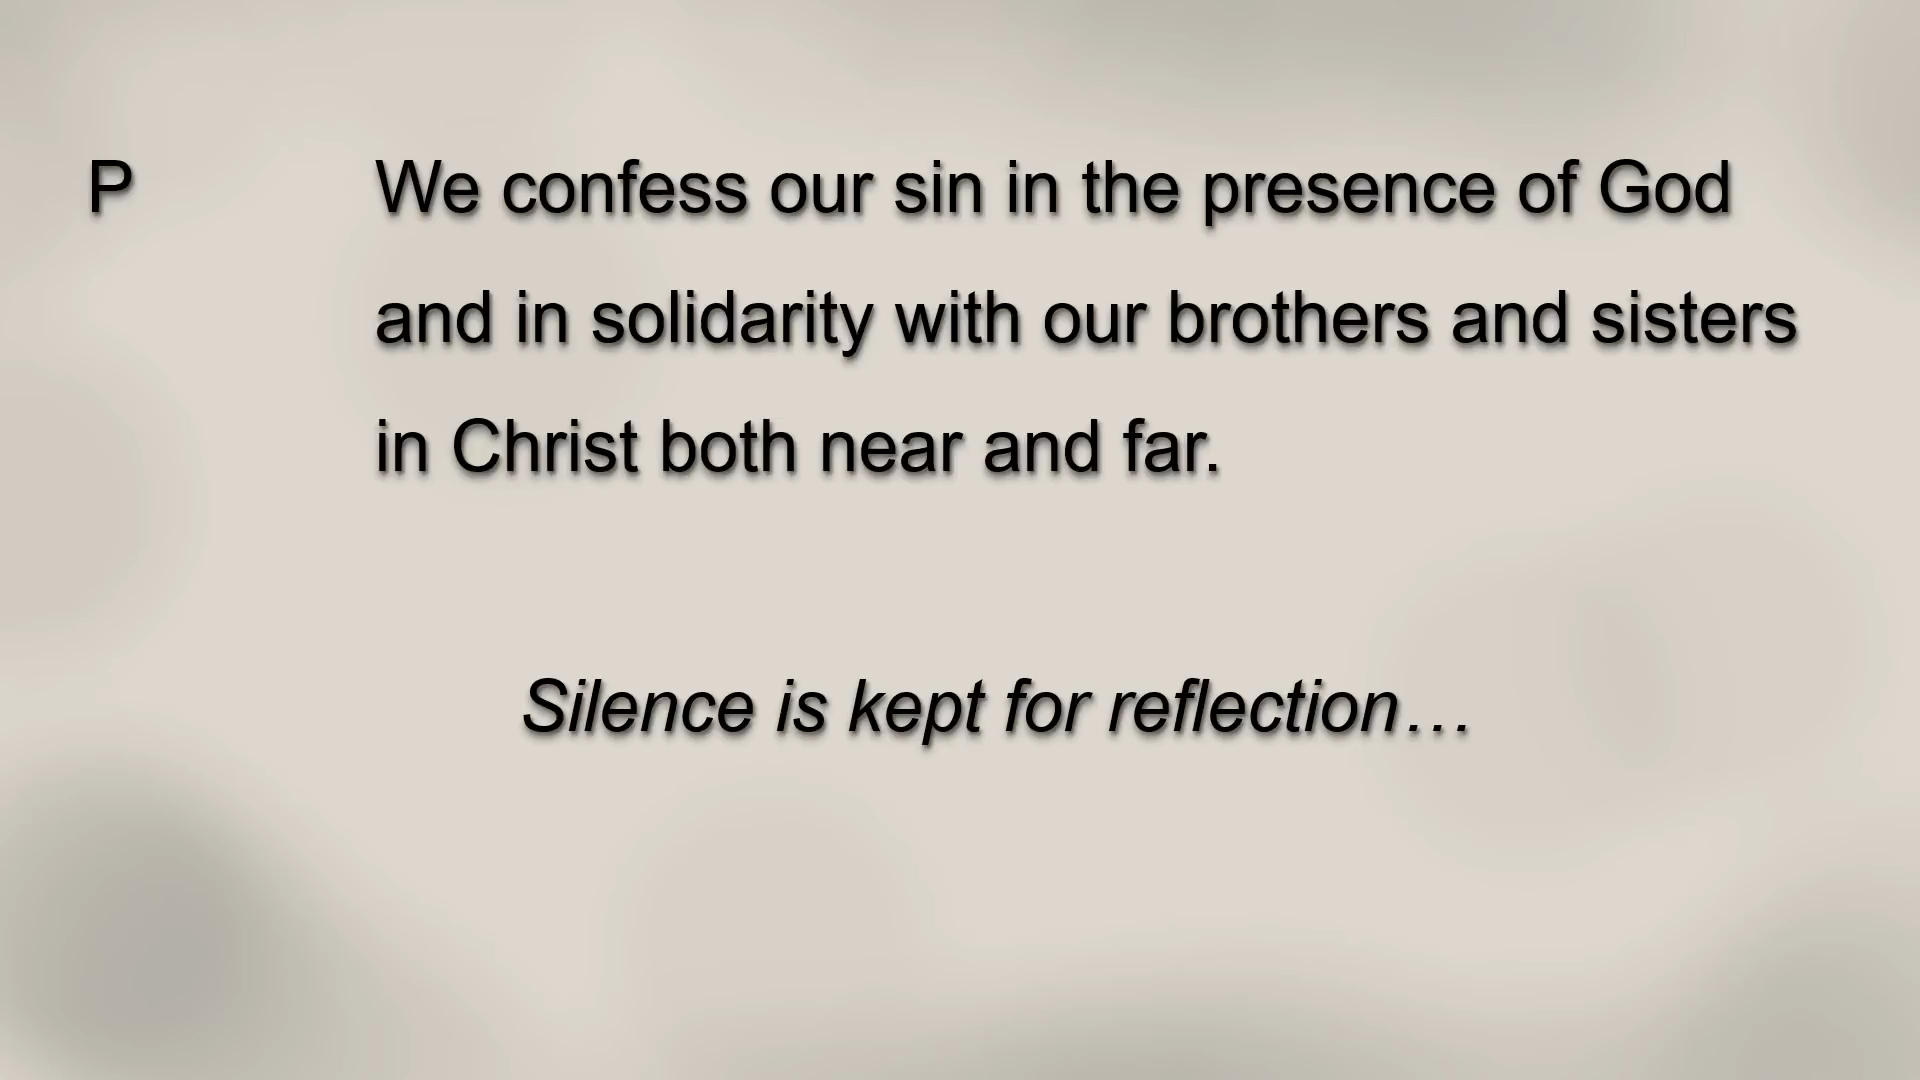 P We confess our sin in the presence of God
and in solidarity with our brothers and sisters
in Christ both near and far.
Silence is kept for reflection…